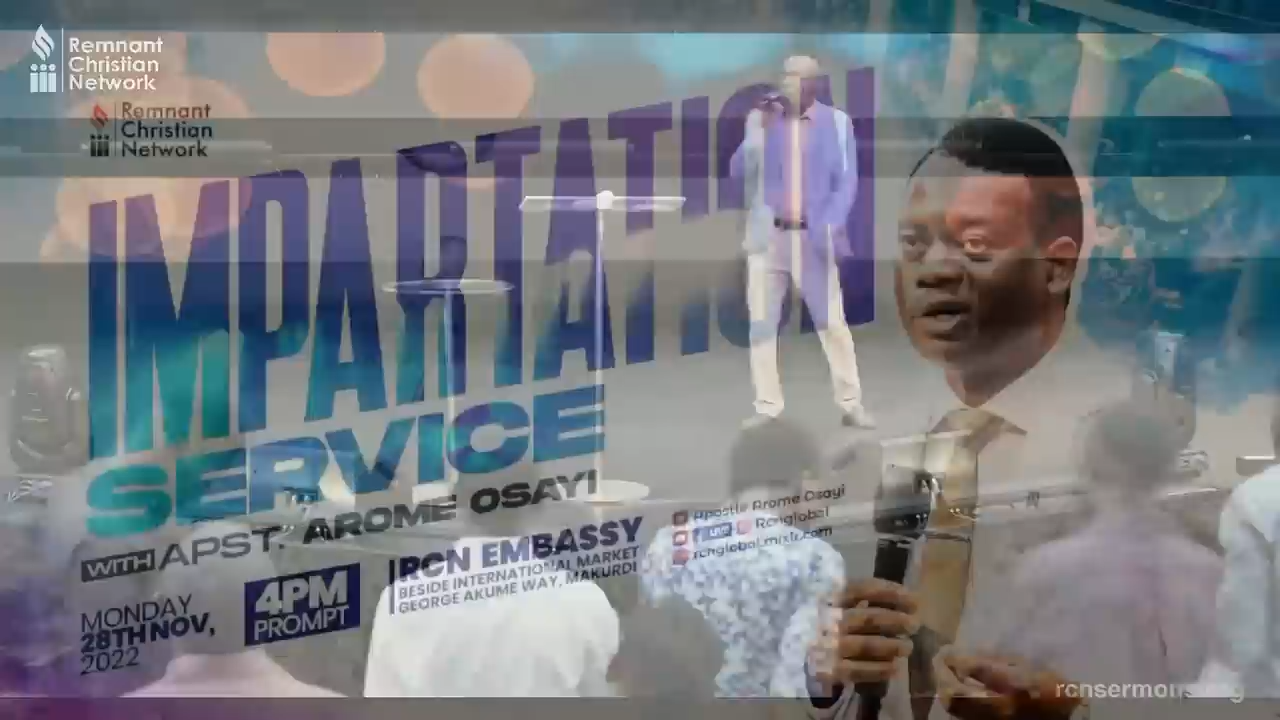 Remnant
Christian
Network
Remnant
Christian
Network
IMPARTATION
SERVICE
WITH APST. AROME OSAYI
MONDAY
28TH NOV,
2022
4PM
PROMPT
RCN EMBASSY
BESIDE INTERNATIONAL MARKET
GEORGE AKUME WAY, MAKURDI
Apostle Arome Osayi
Rcnglobal
rcnglobal.mixlr.com